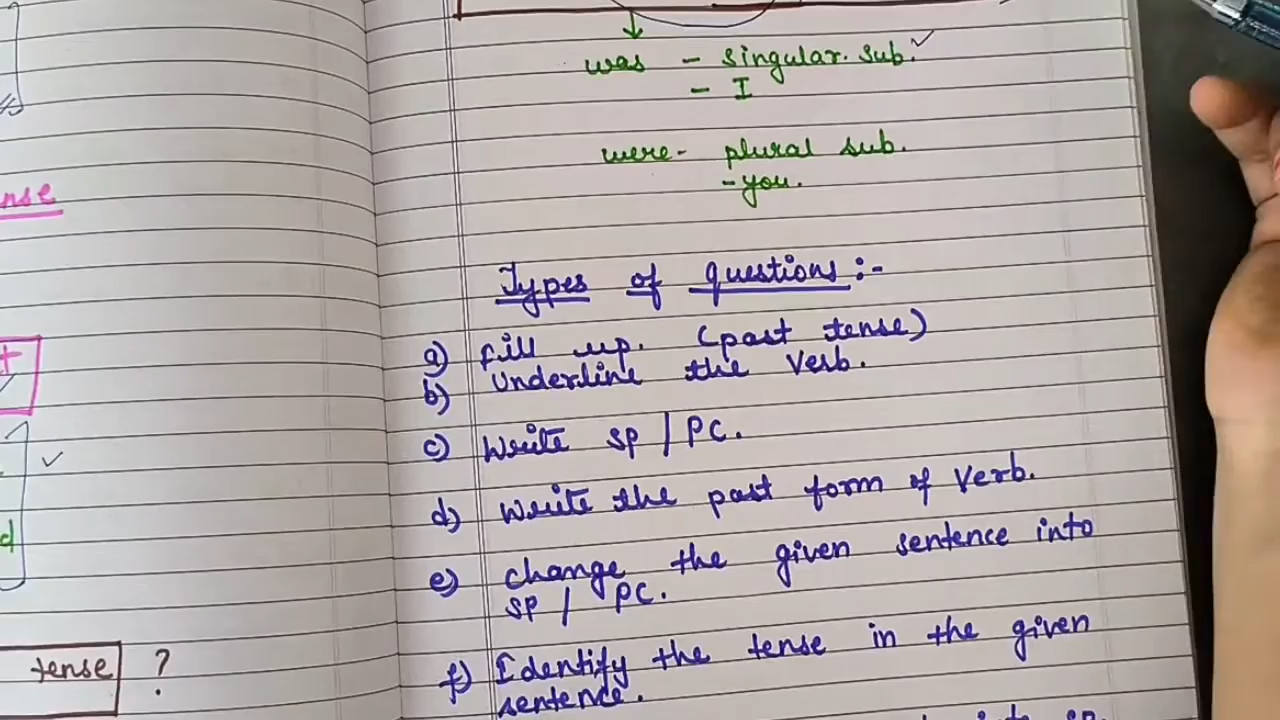 was - singular. sub.
- I
were- plural sub.
-you.
nse
Types of questions:-
a) fill up. (past tense)
b) Underline the verb.
c) Write SP / PC.
d) Write the past form of verb.
e) change the given sentence into
SP / PC.
f) Identify the tense in the given
sentence.
tense ?